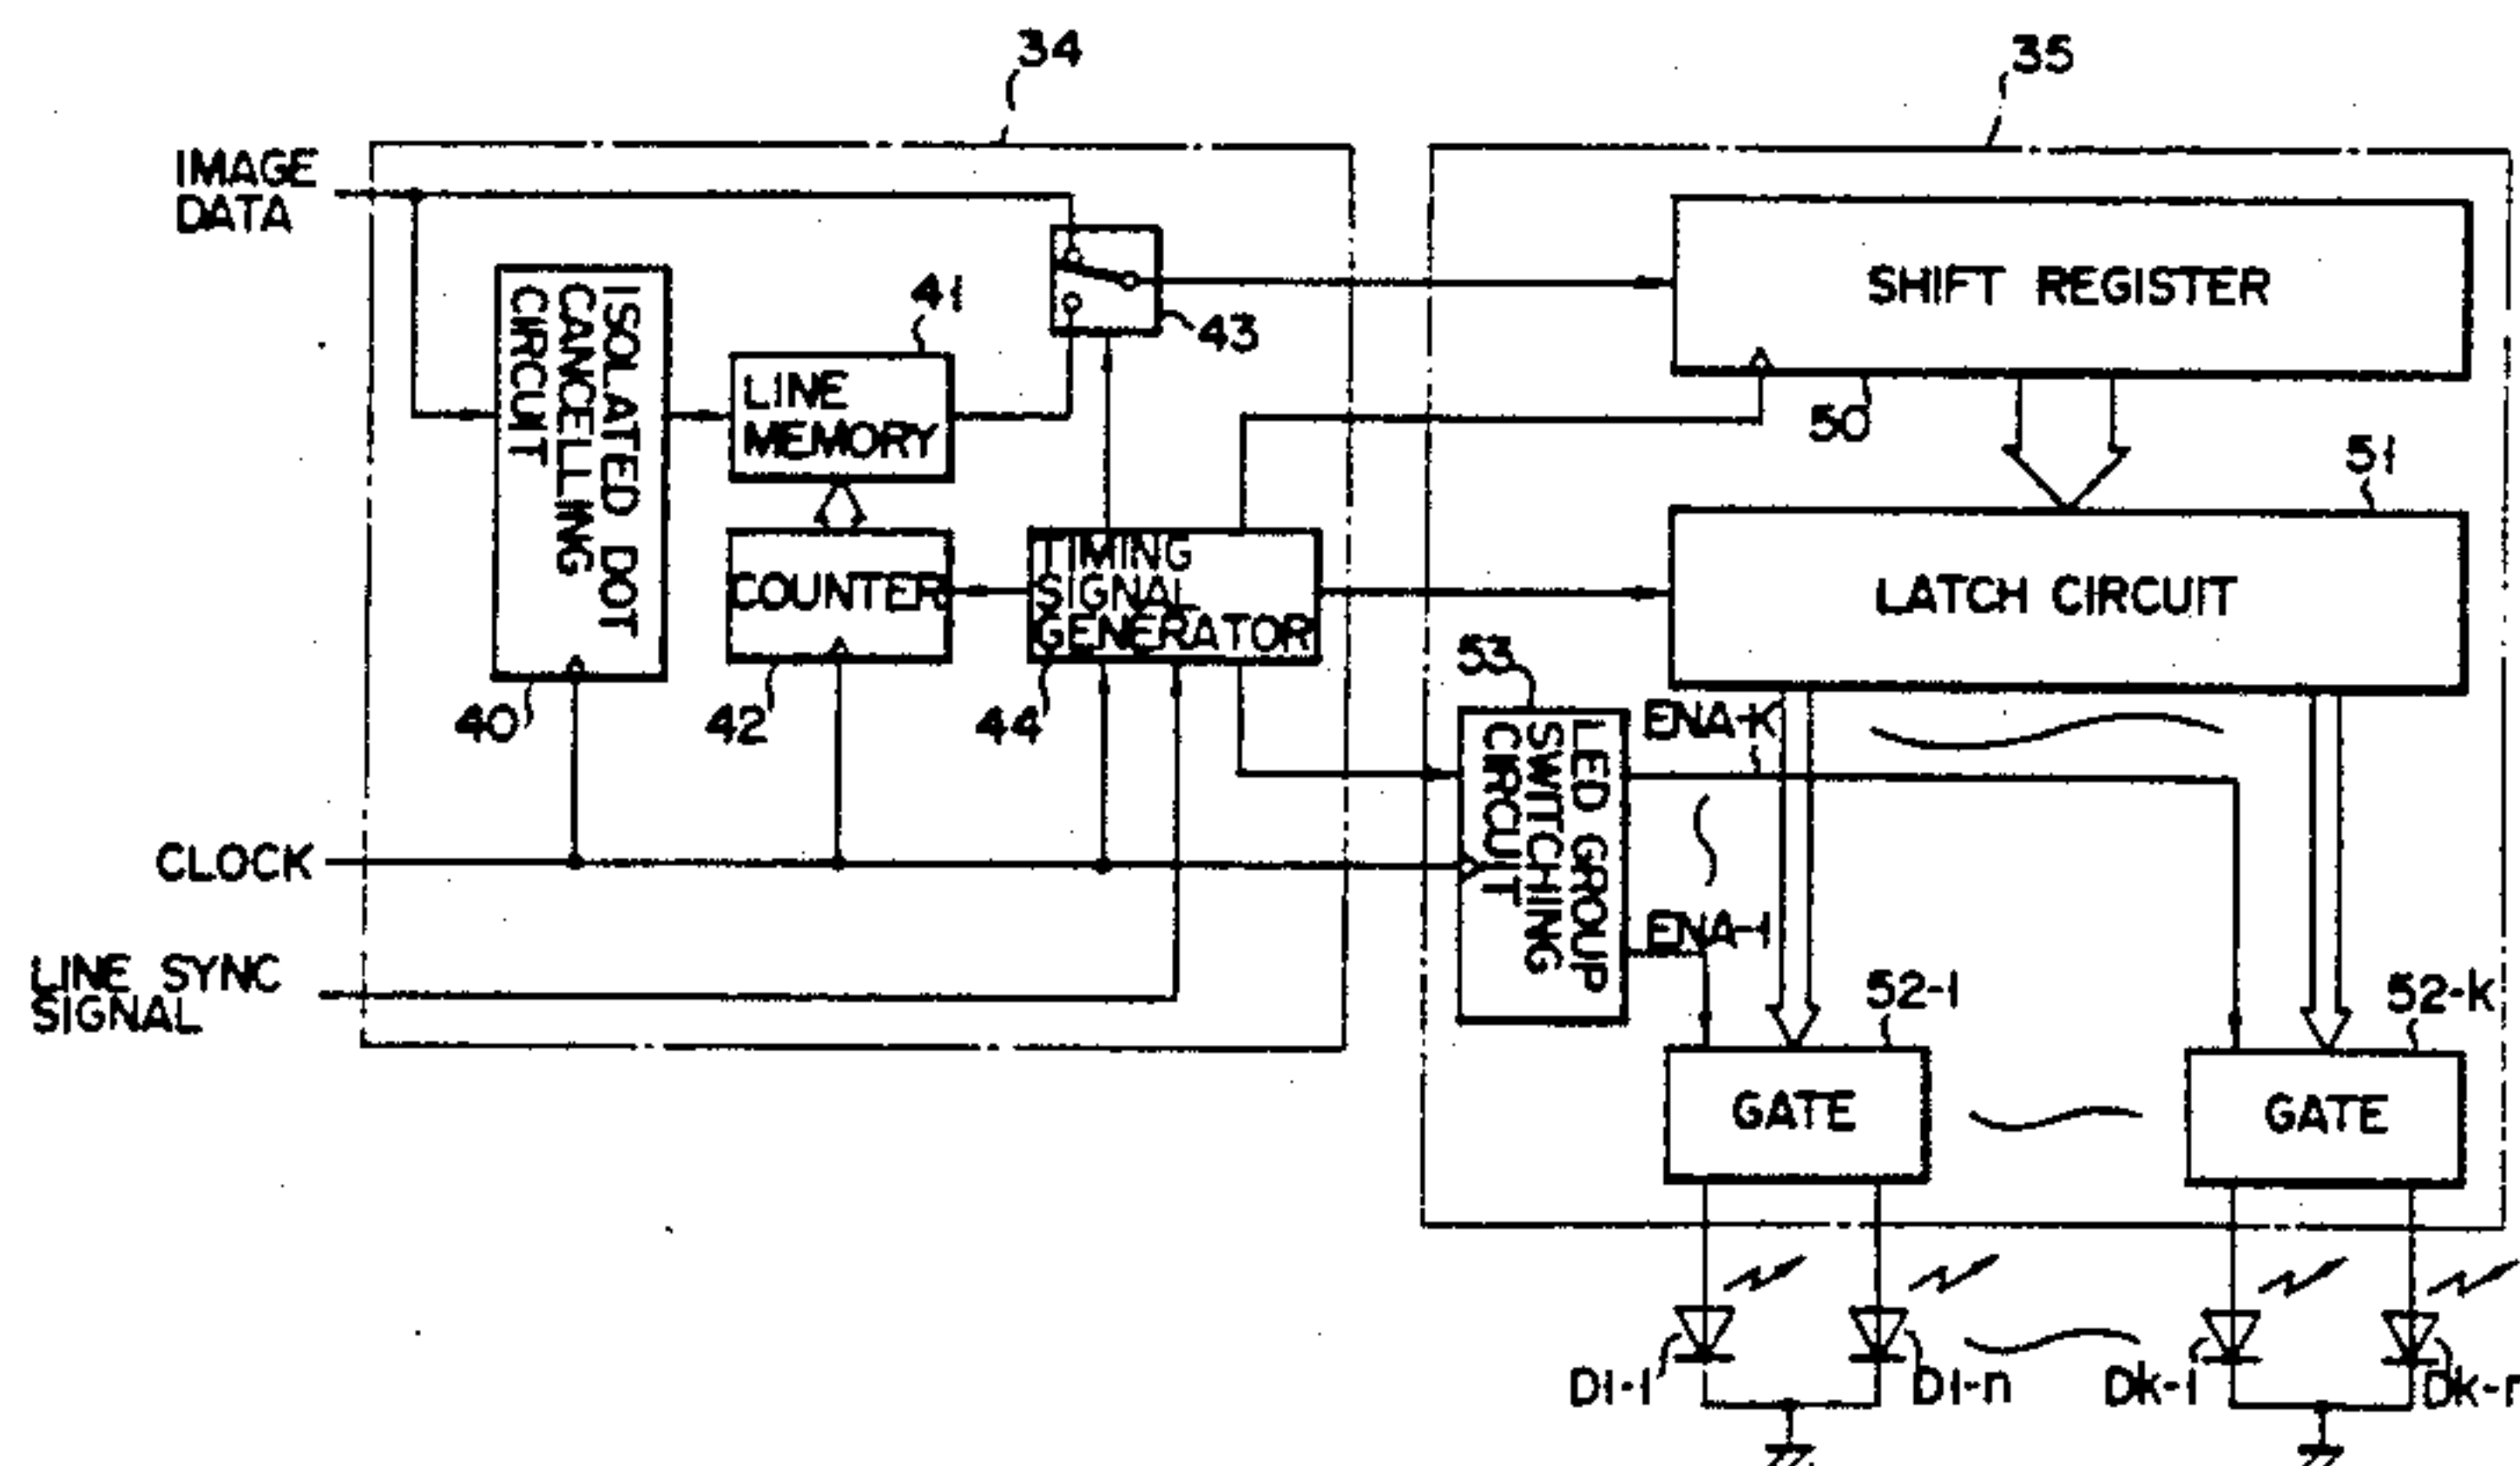 34
35
IMAGE
DATA
ISOLATED DOT
CANCELLING
CIRCUIT
41
LINE
MEMORY
43
SHIFT REGISTER
50
51
COUNTER
TIMING
SIGNAL
GENERATOR
LATCH CIRCUIT
40
42
44
53
LED GROUP
SWITCHING
CIRCUIT
ENA-K
ENA-1
CLOCK
LINE SYNC
SIGNAL
52-1
52-k
GATE
GATE
D1-1
D1-n
Dk-1